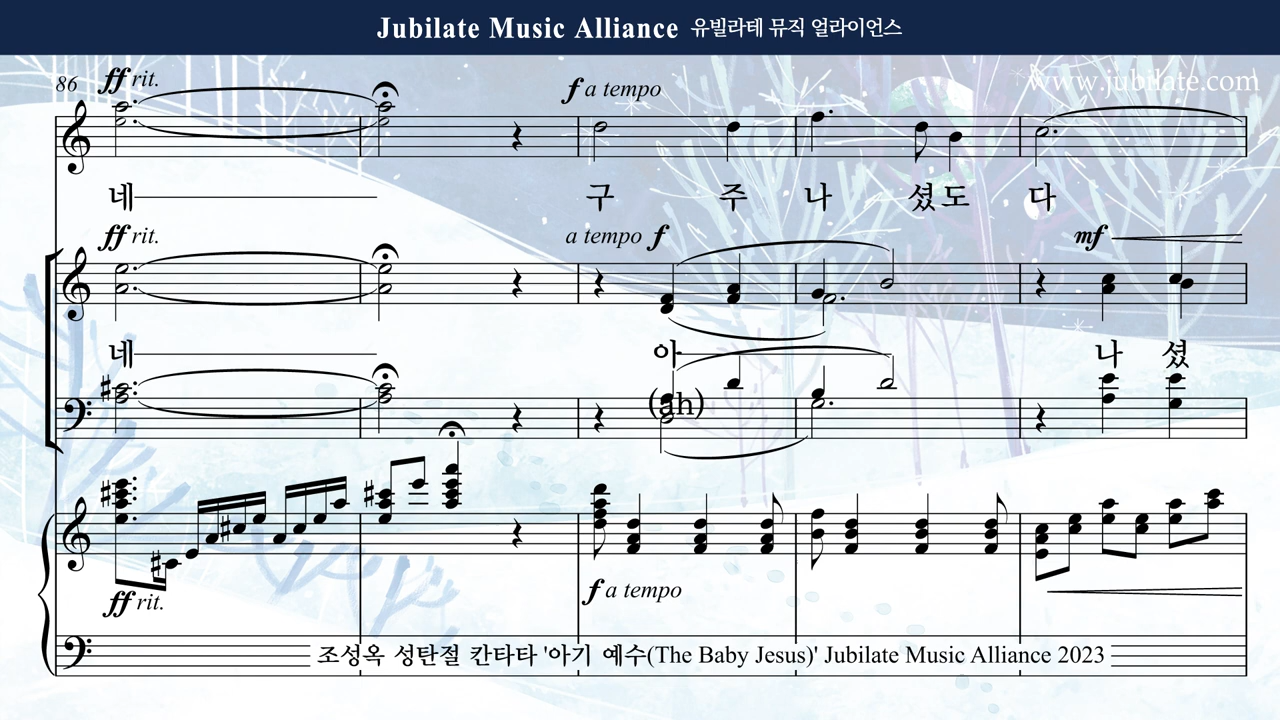 Jubilate Music Alliance 유빌라테 뮤직 얼라이언스
www.jubilate.com
86
ff rit.
f a tempo
네 구 주 나 셨도 다
ff rit.
a tempo f
mf
네 아 나 셨
(ah)
ff rit.
f a tempo
조성옥 성탄절 칸타타 '아기 예수(The Baby Jesus)' Jubilate Music Alliance 2023